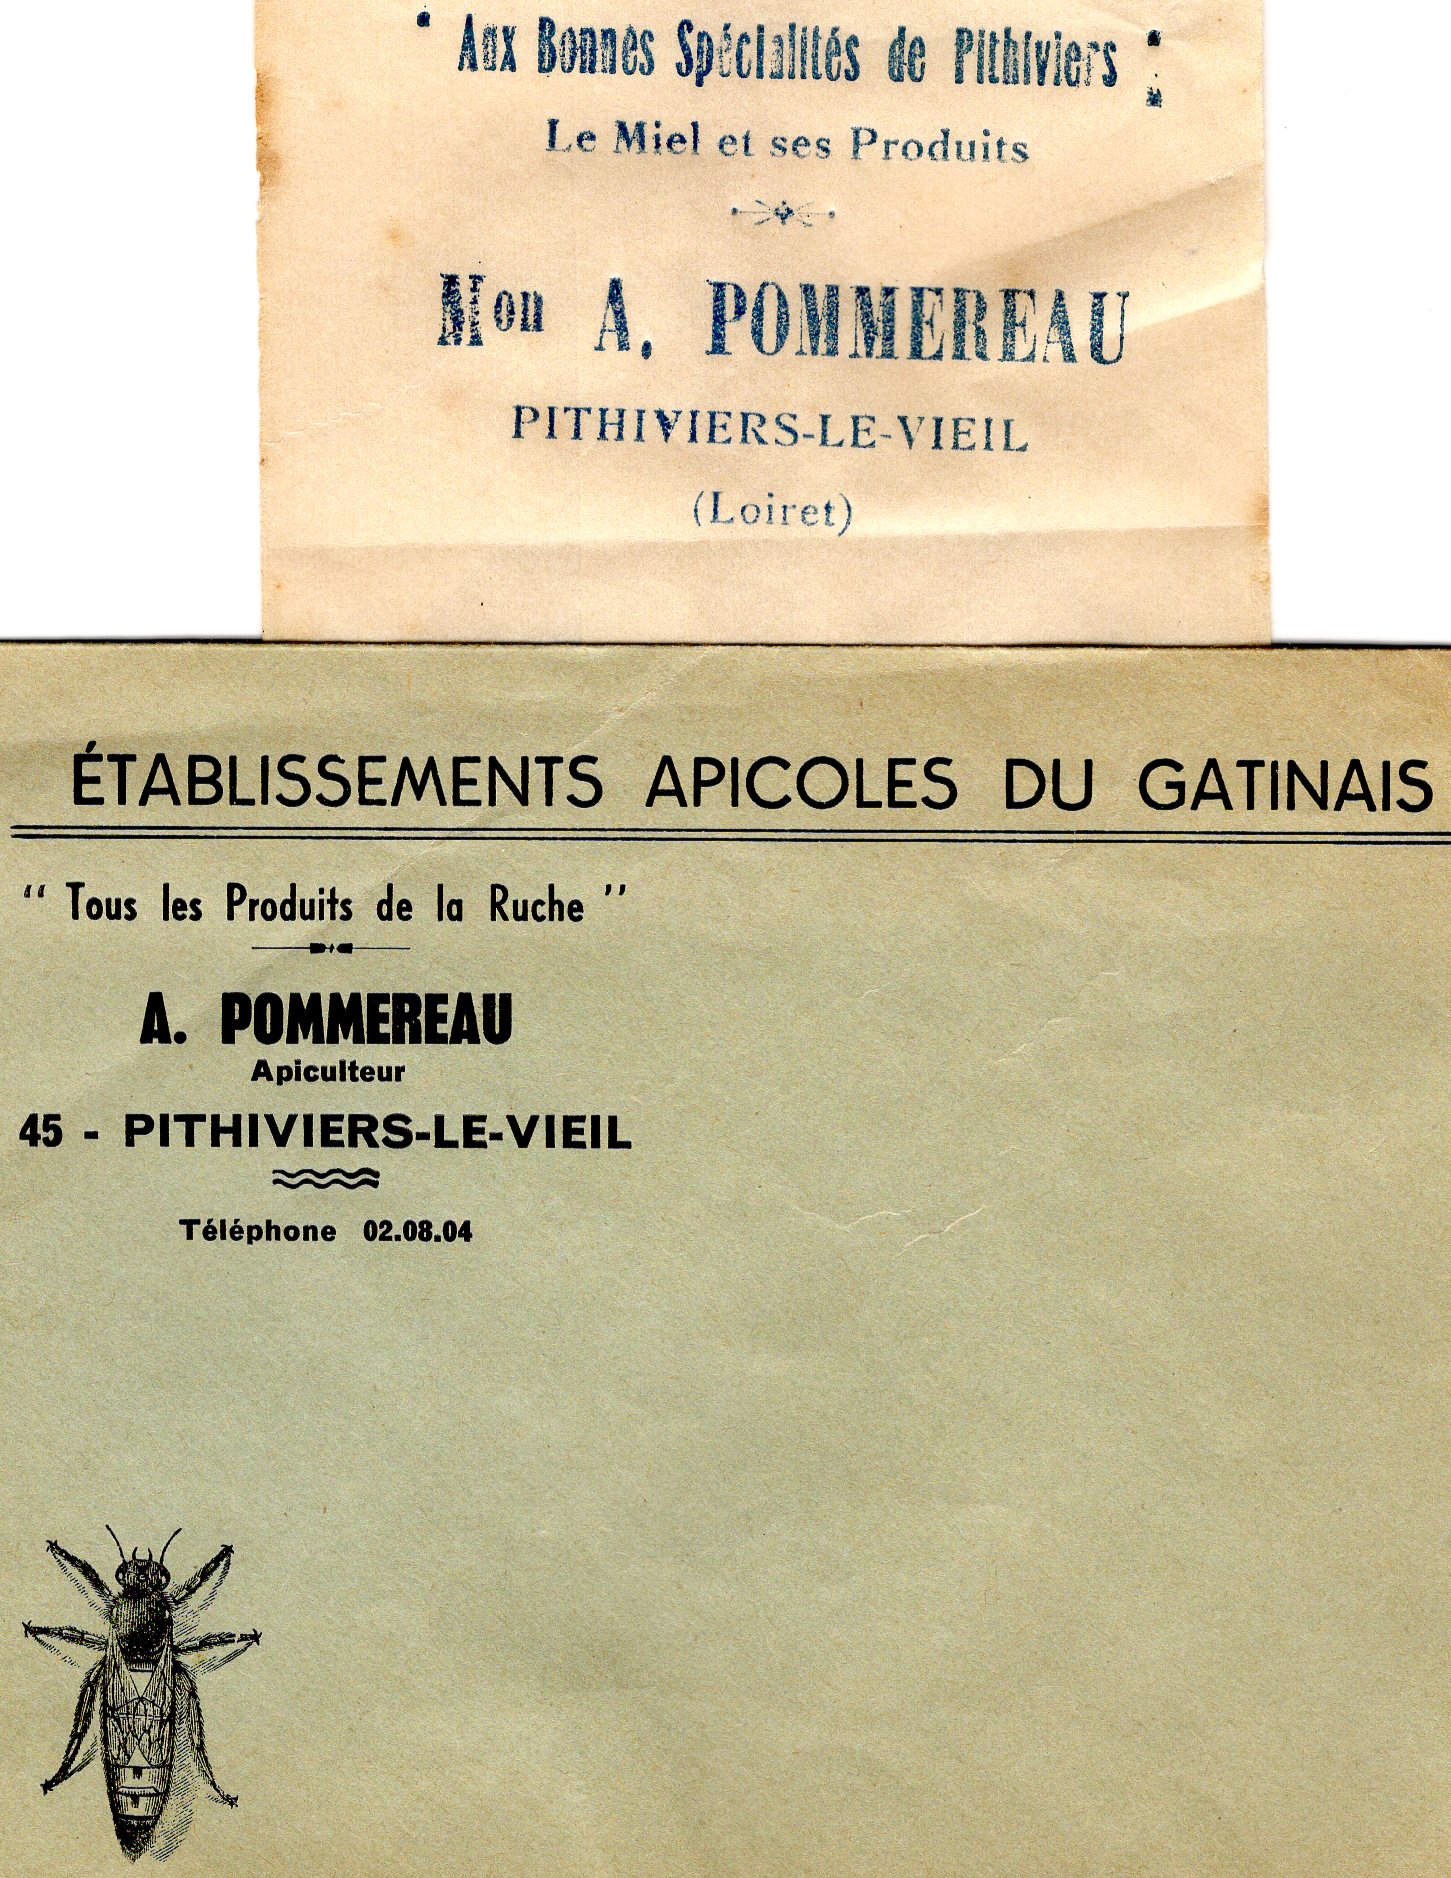 " Aux Bonnes Spécialités de Pithiviers "
Le Miel et ses Produits
Mon A. POMMEREAU
PITHIVIERS-LE-VIEIL
(Loiret)
ÉTABLISSEMENTS APICOLES DU GATINAIS
“ Tous les Produits de la Ruche ”
A. POMMEREAU
Apiculteur
45 - PITHIVIERS-LE-VIEIL
Téléphone 02.08.04